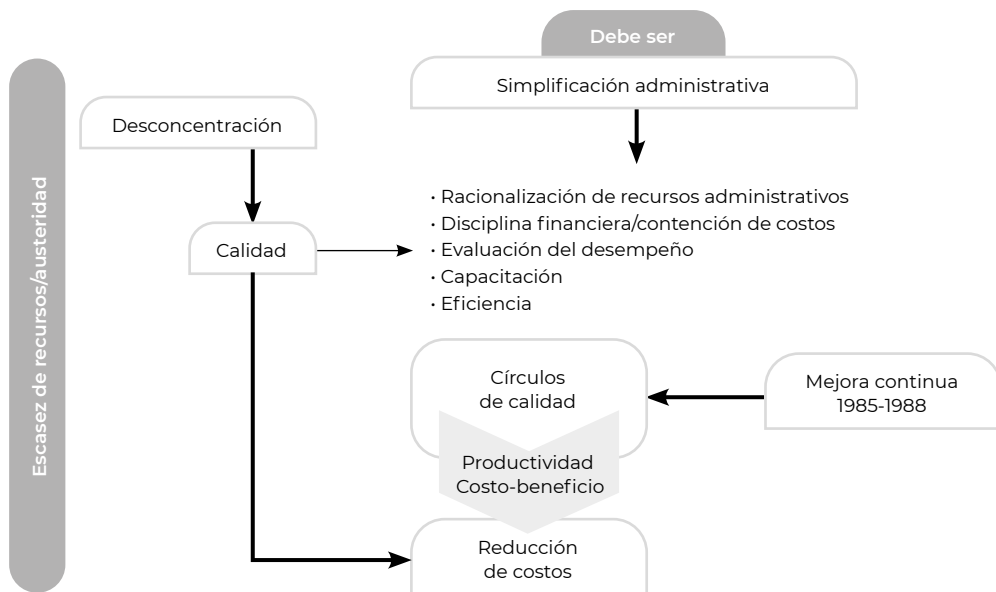 Debe ser
Simplificación administrativa
Desconcentración
Escasez de recursos/austeridad
· Racionalización de recursos administrativos
· Disciplina financiera/contención de costos
Calidad
· Evaluación del desempeño
· Capacitación
· Eficiencia
Círculos
de calidad
Mejora continua
1985-1988
Productividad
Costo-beneficio
Reducción
de costos